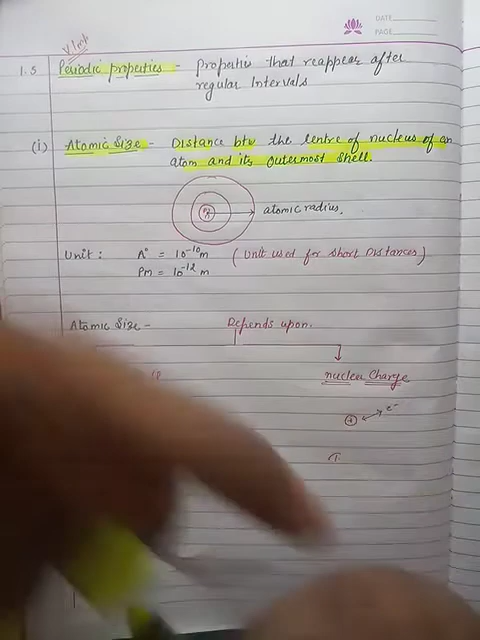 DATE
PAGE
V.Imp
1.5 Periodic properties - properties that reappear after
regular Intervals
(i) Atomic Size - Distance btw the centre of nucleus of an
atom and its outermost shell.
atomic radius.
Unit : A° = 10⁻¹⁰m (Unit used for short Distances)
Pm = 10⁻¹²m
Atomic Size - Depends upon.
nuclear Charge
+ e⁻